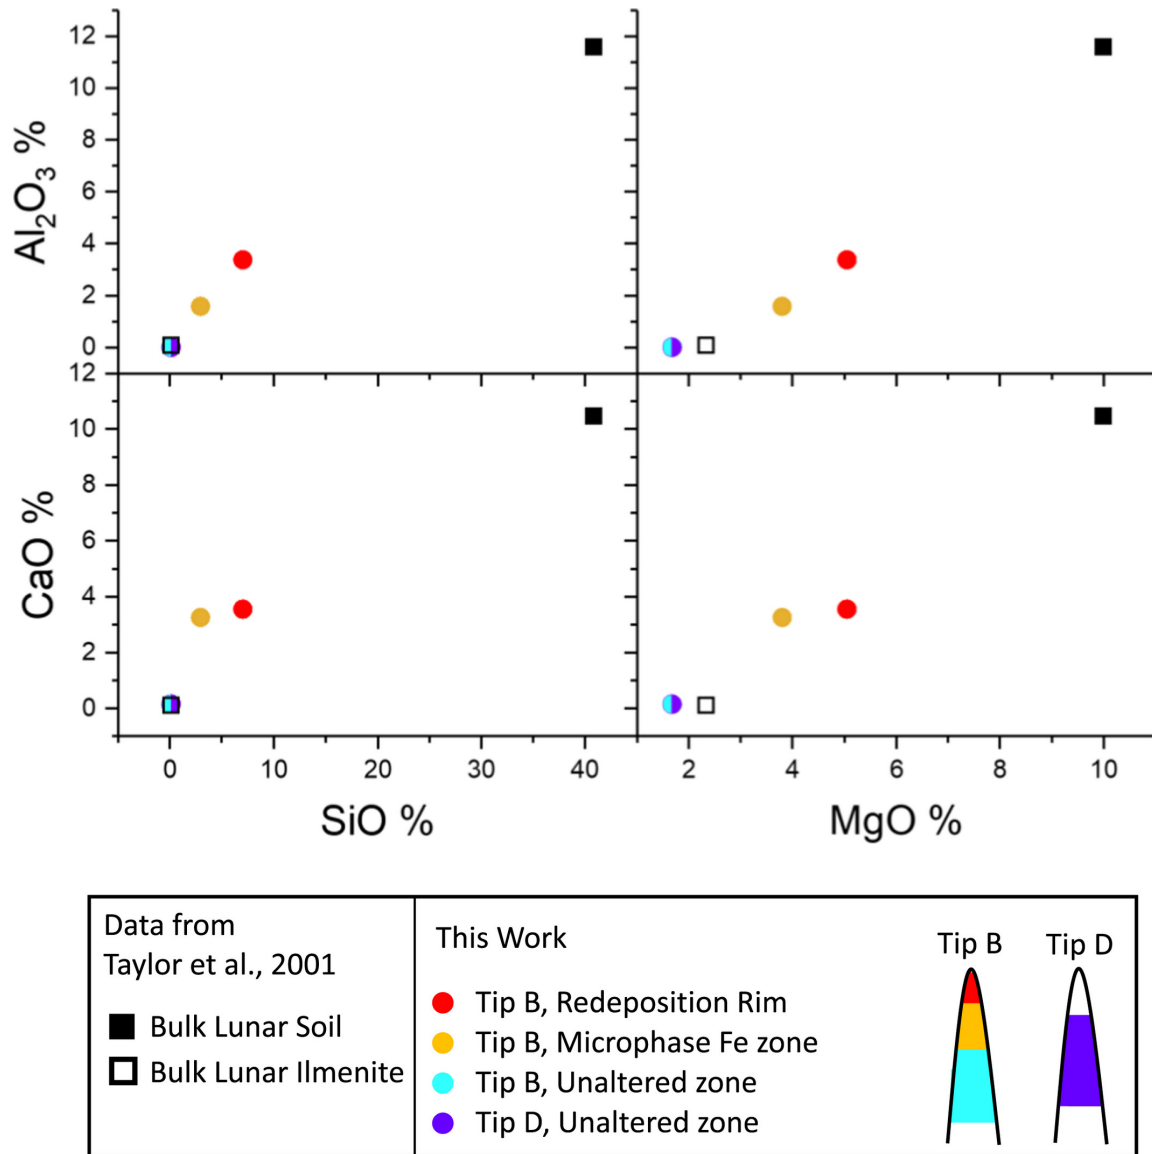 12
10
8
6
4
2
0
Al₂O₃ %
12
10
8
6
4
2
0
CaO %
0 10 20 30 40
2 4 6 8 10
SiO %
MgO %
Data from
Taylor et al., 2001
Bulk Lunar Soil
Bulk Lunar Ilmenite
This Work
Tip B, Redeposition Rim
Tip B, Microphase Fe zone
Tip B, Unaltered zone
Tip D, Unaltered zone
Tip B
Tip D